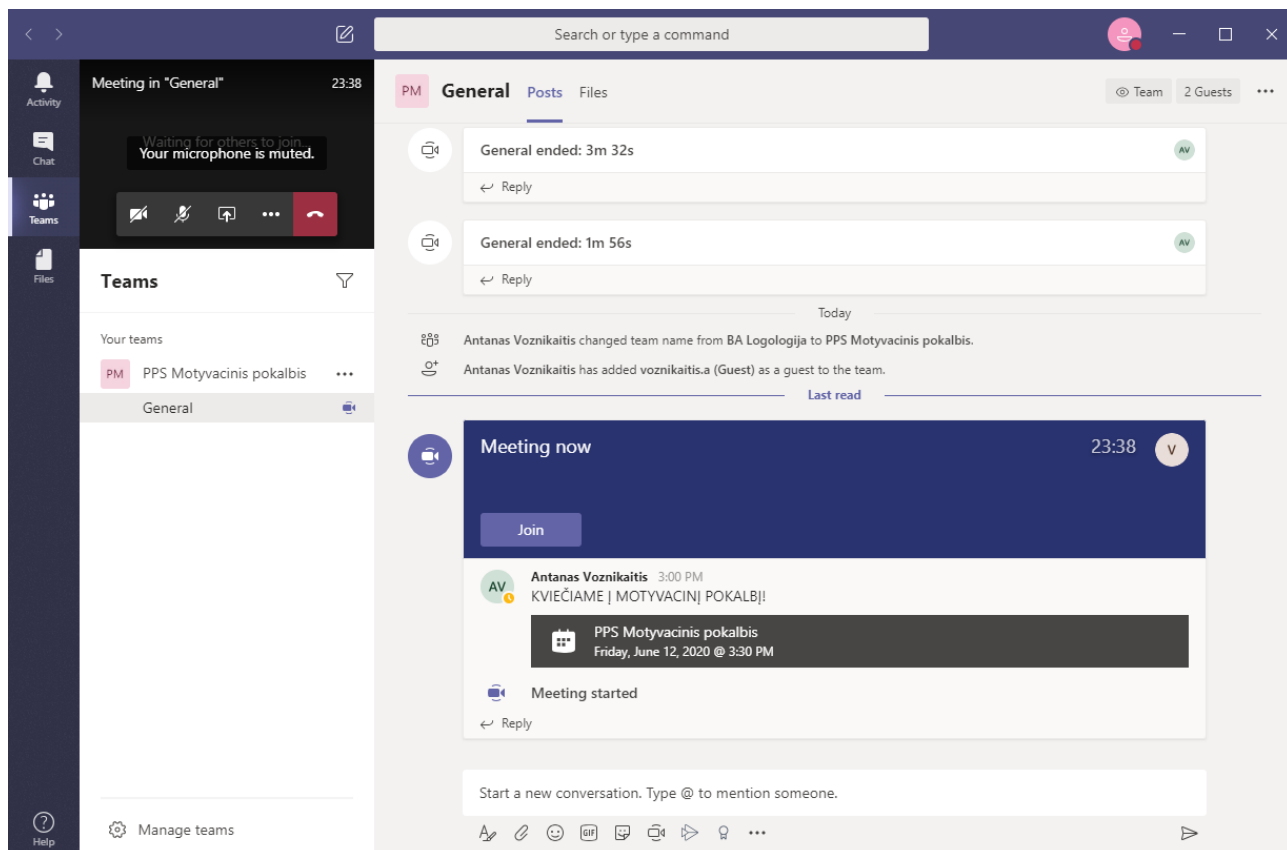 Search or type a command
Activity
Chat
Teams
Files
Help
Meeting in "General" 23:38
Waiting for others to join...
Your microphone is muted.
Teams
Your teams
PM PPS Motyvacinis pokalbis
General
Manage teams
PM General Posts Files Team 2 Guests
General ended: 3m 32s AV
Reply
General ended: 1m 56s AV
Reply
Today
Antanas Voznikaitis changed team name from BA Logologija to PPS Motyvacinis pokalbis.
Antanas Voznikaitis has added voznikaitis.a (Guest) as a guest to the team.
Last read
Meeting now 23:38 V
Join
AV Antanas Voznikaitis 3:00 PM
KVIEČIAME Į MOTYVACINĮ POKALBĮ!
PPS Motyvacinis pokalbis
Friday, June 12, 2020 @ 3:30 PM
Meeting started
Reply
Start a new conversation. Type @ to mention someone.
GIF